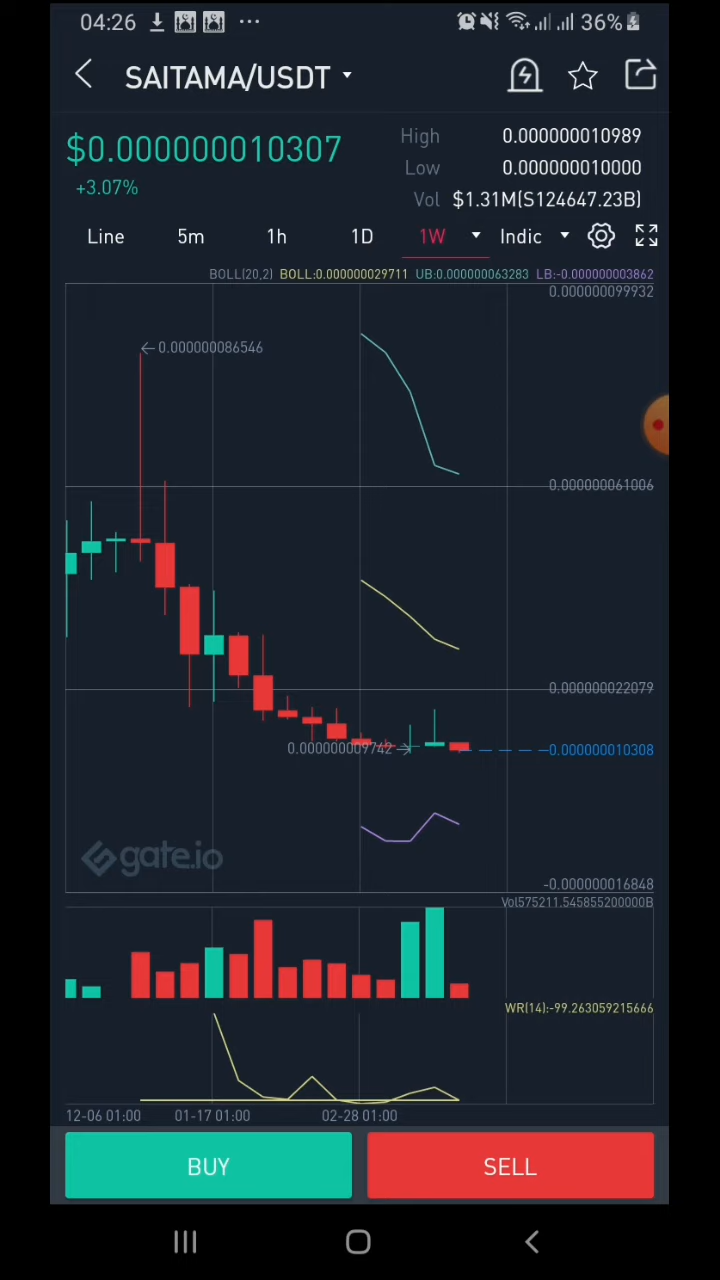 04:26 ... 36%
SAITAMA/USDT
$0.000000010307
+3.07%
High 0.000000010989
Low 0.000000010000
Vol $1.31M(S124647.23B)
Line 5m 1h 1D 1W Indic
BOLL(20,2) BOLL:0.000000029711 UB:0.000000063283 LB:-0.000000003862
0.000000099932
←0.000000086546
0.000000061006
0.000000022079
0.000000009742→
0.000000010308
gate.io
-0.000000016848
Vol575211.545855200000B
WR(14):-99.263059215666
12-06 01:00 01-17 01:00 02-28 01:00
BUY SELL